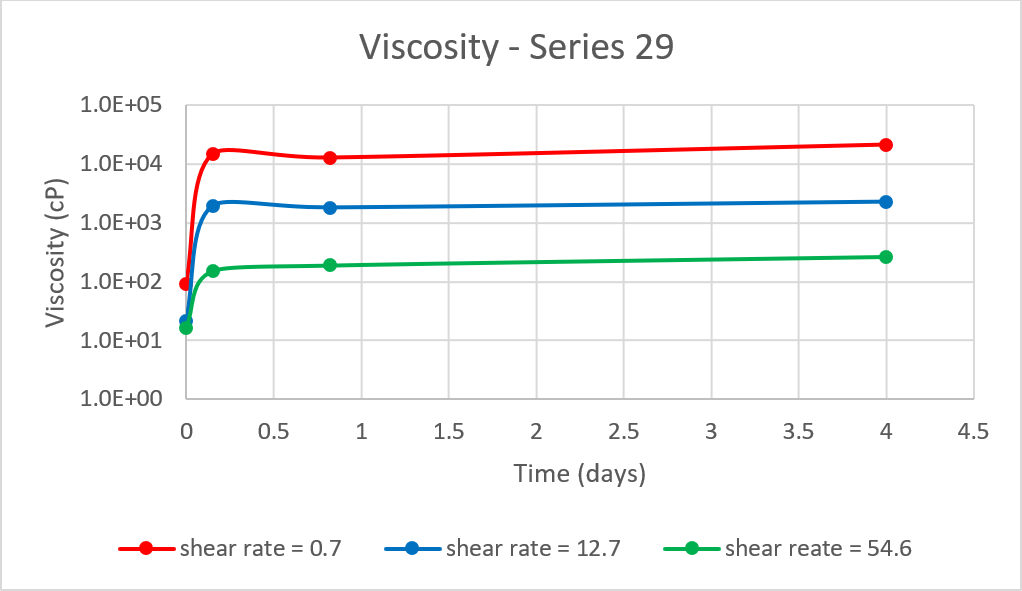 Viscosity - Series 29
1.0E+05
1.0E+04
1.0E+03
1.0E+02
1.0E+01
1.0E+00
Viscosity (cP)
0 0.5 1 1.5 2 2.5 3 3.5 4 4.5
Time (days)
shear rate = 0.7 shear rate = 12.7 shear reate = 54.6